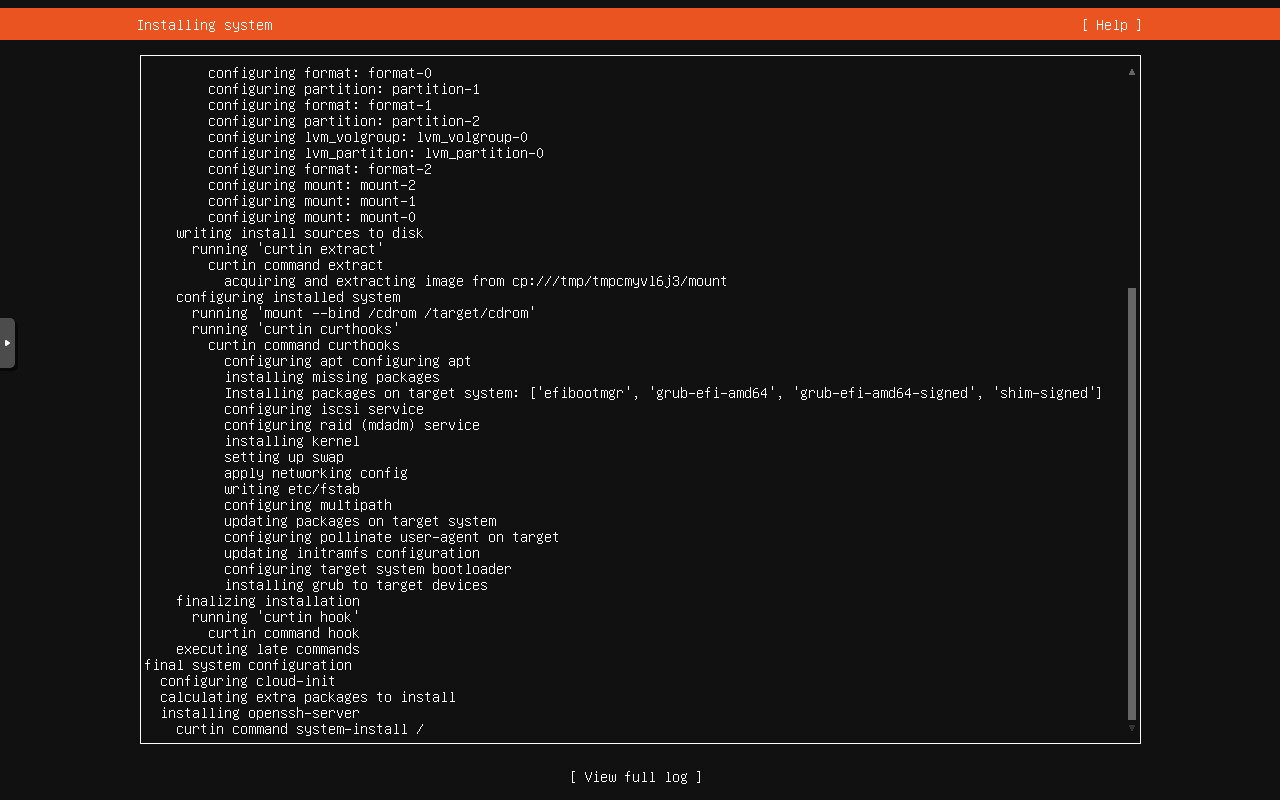 Installing system
[ Help ]
configuring format: format-0
configuring partition: partition-1
configuring format: format-1
configuring partition: partition-2
configuring lvm_volgroup: lvm_volgroup-0
configuring lvm_partition: lvm_partition-0
configuring format: format-2
configuring mount: mount-2
configuring mount: mount-1
configuring mount: mount-0
writing install sources to disk
running 'curtin extract'
curtin command extract
acquiring and extracting image from cp:///tmp/tmpcmyvl6j3/mount
configuring installed system
running 'mount --bind /cdrom /target/cdrom'
running 'curtin curthooks'
curtin command curthooks
configuring apt configuring apt
installing missing packages
Installing packages on target system: ['efibootmgr', 'grub-efi-amd64', 'grub-efi-amd64-signed', 'shim-signed']
configuring iscsi service
configuring raid (mdadm) service
installing kernel
setting up swap
apply networking config
writing etc/fstab
configuring multipath
updating packages on target system
configuring pollinate user-agent on target
updating initramfs configuration
configuring target system bootloader
installing grub to target devices
finalizing installation
running 'curtin hook'
curtin command hook
executing late commands
final system configuration
configuring cloud-init
calculating extra packages to install
installing openssh-server
curtin command system-install /
[ View full log ]